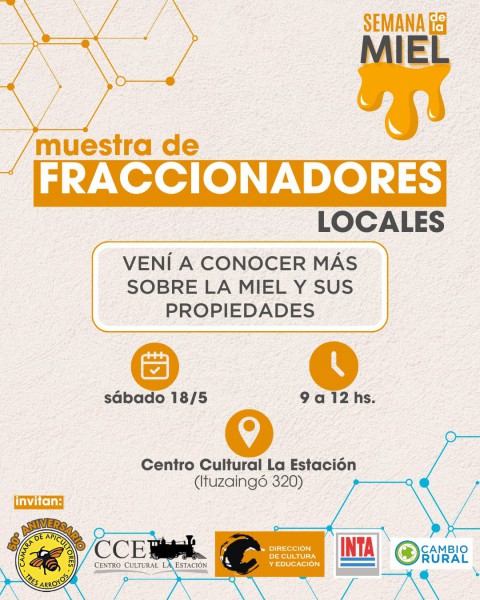 SEMANA de la
MIEL
muestra de
FRACCIONADORES
LOCALES
VENÍ A CONOCER MÁS
SOBRE LA MIEL Y SUS
PROPIEDADES
sábado 18/5
9 a 12 hs.
Centro Cultural La Estación
(Ituzaingó 320)
invitan:
50º ANIVERSARIO
CÁMARA DE APICULTORES
TRES ARROYOS
CCE
CENTRO CULTURAL LA ESTACIÓN
DIRECCIÓN
DE CULTURA
Y EDUCACIÓN
INTA
CAMBIO
RURAL